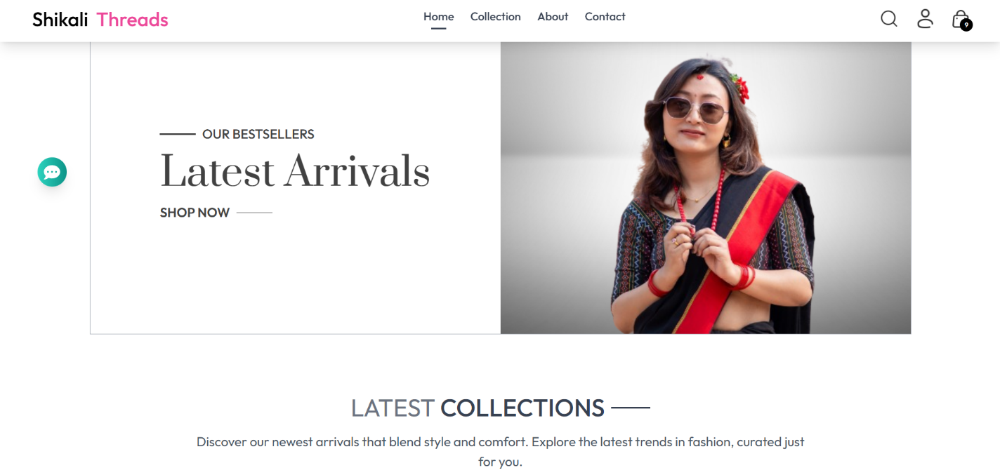 Shikali Threads
Home Collection About Contact
9
OUR BESTSELLERS
Latest Arrivals
SHOP NOW
LATEST COLLECTIONS
Discover our newest arrivals that blend style and comfort. Explore the latest trends in fashion, curated just
for you.